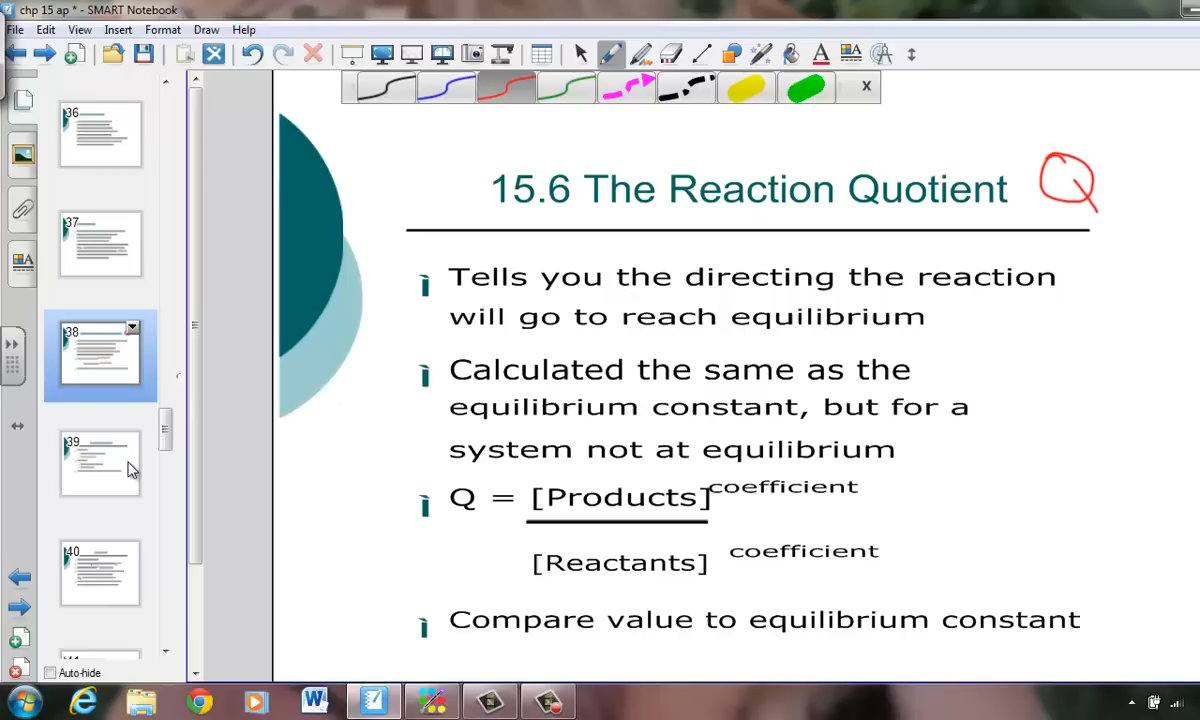 chp 15 ap * - SMART Notebook
File Edit View Insert Format Draw Help
x
36
37
38
39
40
Auto-hide
15.6 The Reaction Quotient Q
Tells you the directing the reaction
will go to reach equilibrium
Calculated the same as the
equilibrium constant, but for a
system not at equilibrium
Q = [Products]coefficient
[Reactants] coefficient
Compare value to equilibrium constant